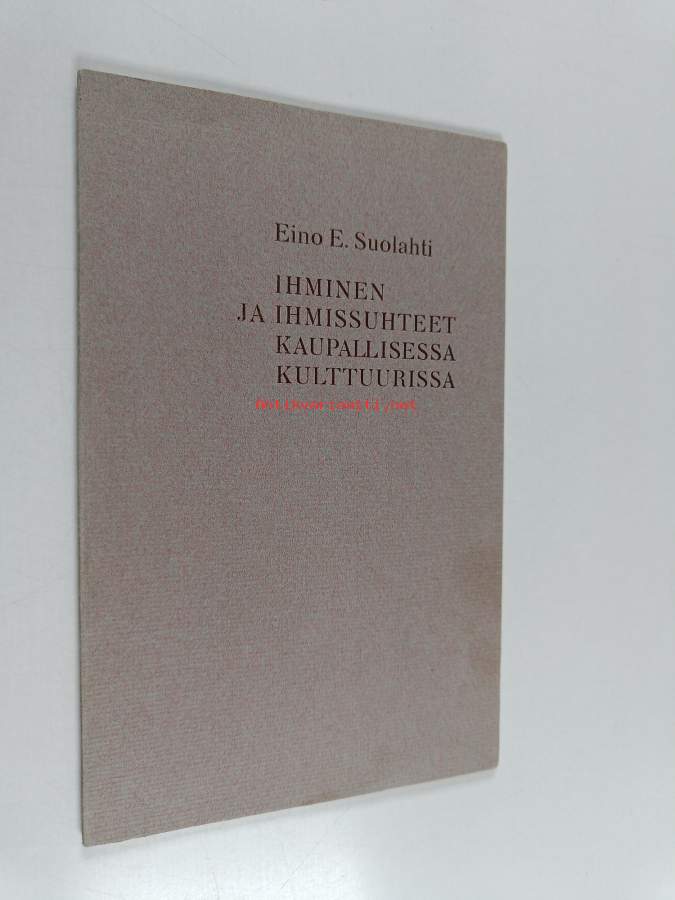 Eino E. Suolahti
IHMINEN
JA IHMISSUHTEET
KAUPALLISESSA
KULTTUURISSA
antikvariaatti.net